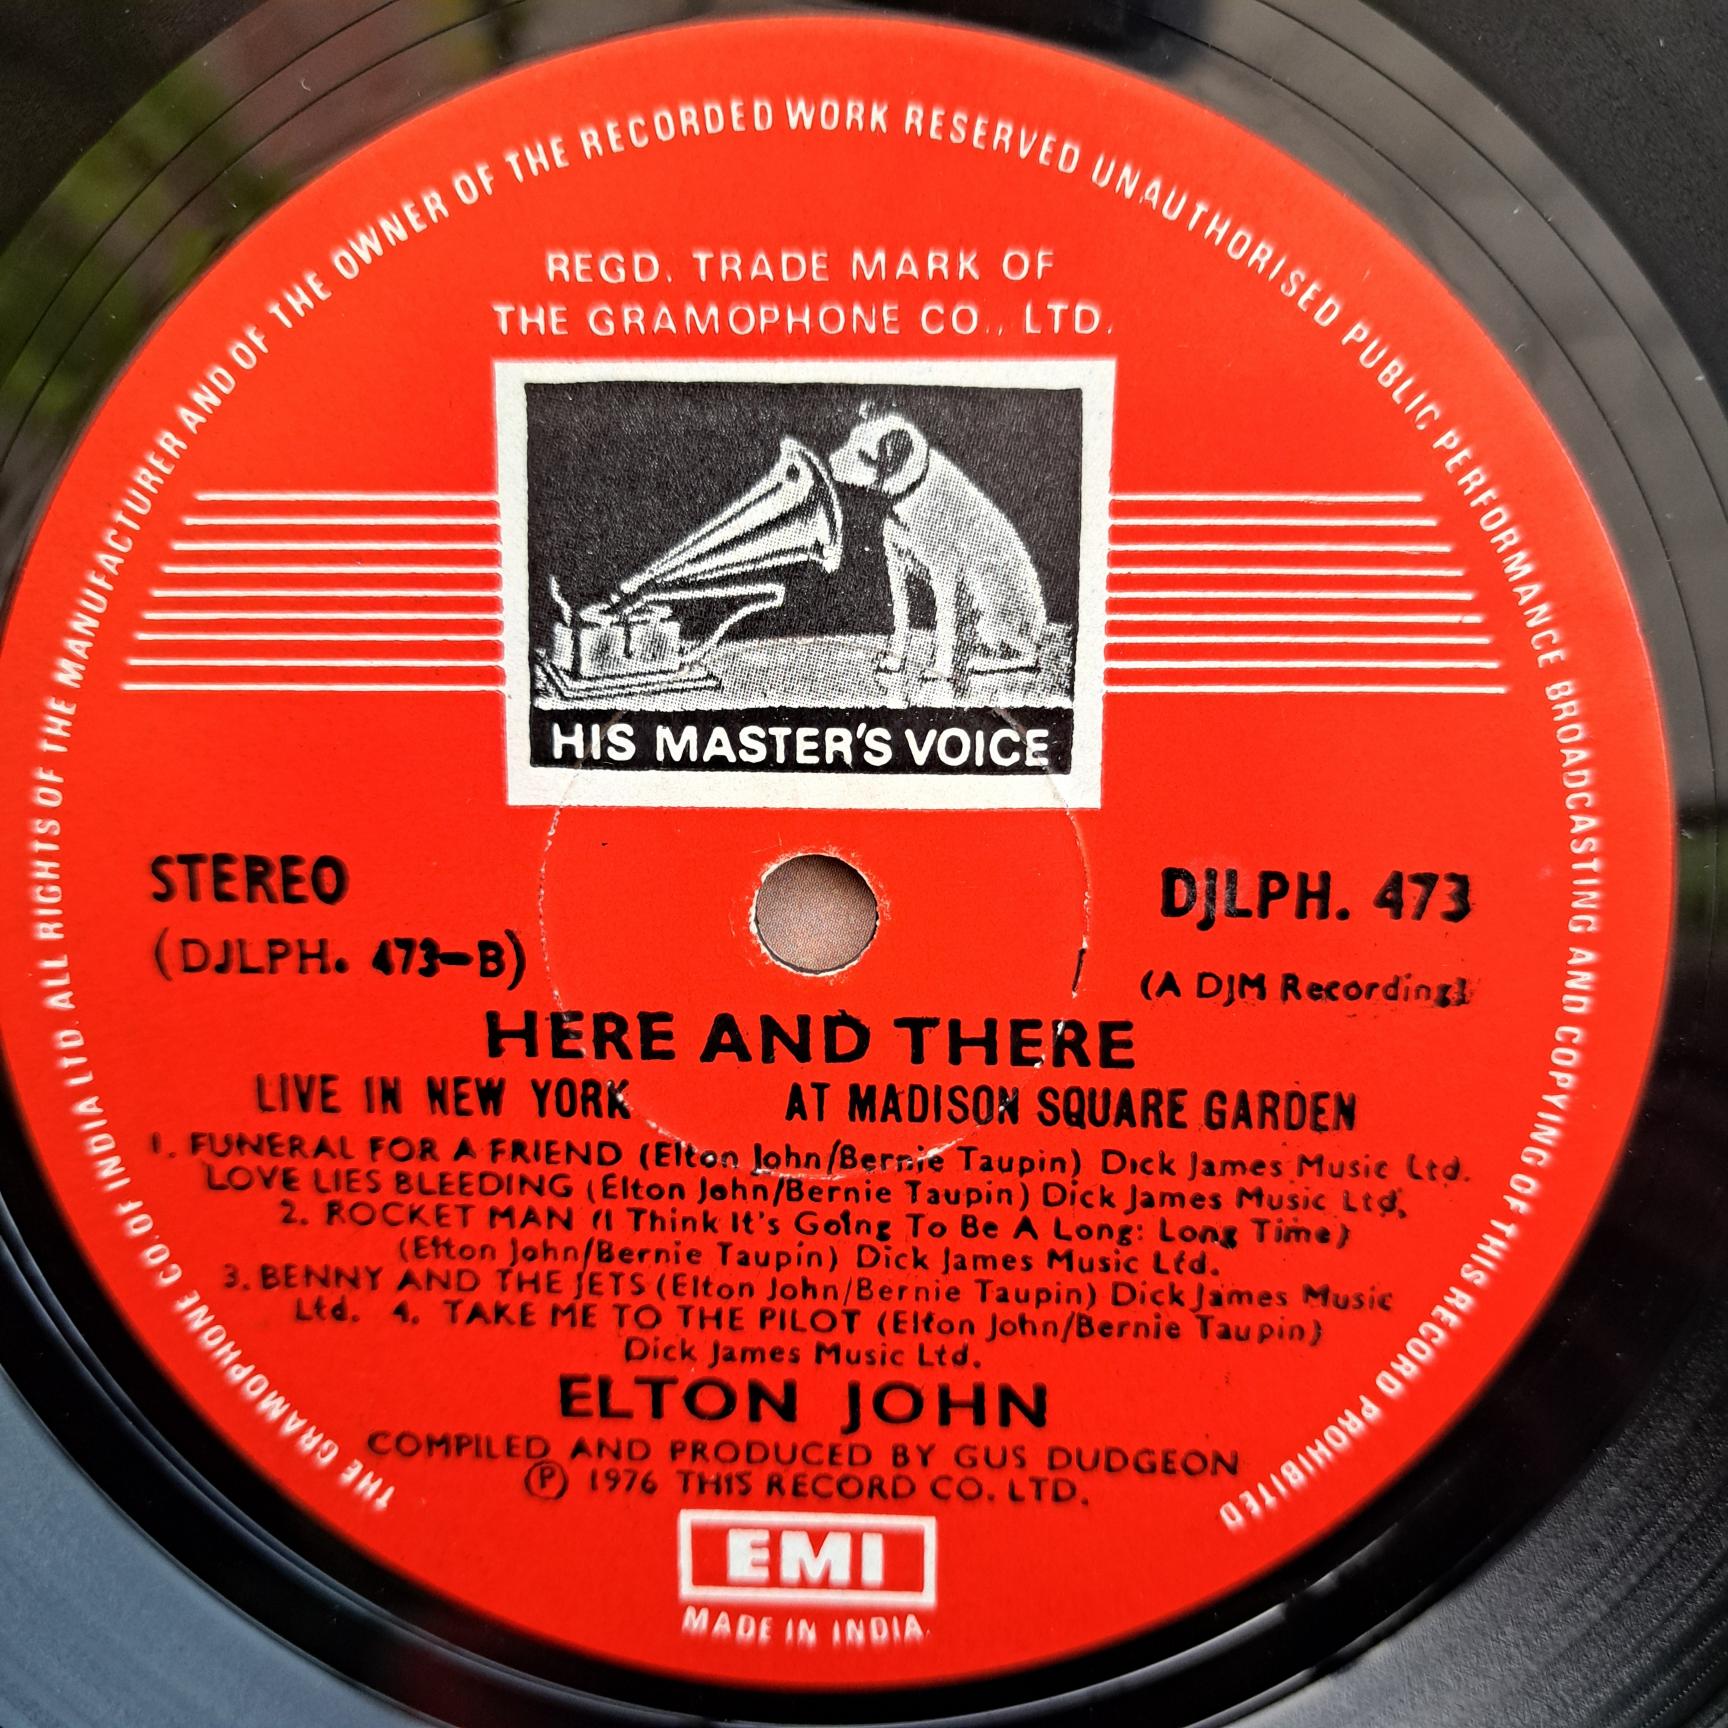 THE GRAMOPHONE CO. OF INDIA LTD. ALL RIGHTS OF THE MANUFACTURER AND OF THE OWNER OF THE RECORDED WORK RESERVED UNAUTHORISED PUBLIC PERFORMANCE BROADCASTING AND COPYING OF THIS RECORD PROHIBITED
REGD. TRADE MARK OF
THE GRAMOPHONE CO., LTD.
HIS MASTER'S VOICE
STEREO
DJLPH. 473
(DJLPH. 473-B)
(A DJM Recording)
HERE AND THERE
LIVE IN NEW YORK AT MADISON SQUARE GARDEN
1. FUNERAL FOR A FRIEND (Elton John/Bernie Taupin) Dick James Music Ltd.
LOVE LIES BLEEDING (Elton John/Bernie Taupin) Dick James Music Ltd.
2. ROCKET MAN (I Think It's Going To Be A Long: Long Time)
(Elton John/Bernie Taupin) Dick James Music Ltd.
3. BENNY AND THE JETS (Elton John/Bernie Taupin) Dick James Music
Ltd. 4. TAKE ME TO THE PILOT (Elton John/Bernie Taupin)
Dick James Music Ltd.
ELTON JOHN
COMPILED AND PRODUCED BY GUS DUDGEON
℗ 1976 THIS RECORD CO. LTD.
EMI
MADE IN INDIA